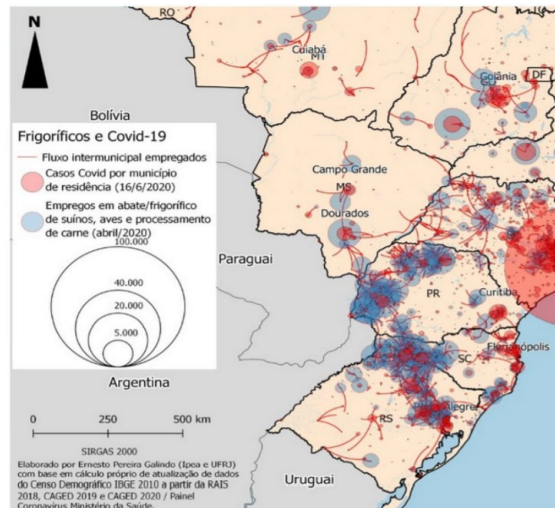 RO
N
Cuiabá
MT
Goiânia
DF
Bolívia
Frigoríficos e Covid-19
Fluxo intermunicipal empregados
Casos Covid por município
de residência (16/6/2020)
Empregos em abate/frigorífico
de suínos, aves e processamento
de carne (abril/2020)
100.000
40.000
20.000
5.000
Campo Grande
MS
Dourados
Paraguai
PR
Curitiba
Florianópolis
SC
Argentina
Alegre
RS
0 250 500 km
SIRGAS 2000
Uruguai
Elaborado por Ernesto Pereira Galindo (Ipea e UFRJ)
com base em cálculo próprio de atualização de dados
do Censo Demográfico IBGE 2010 a partir da RAIS
2018, CAGED 2019 e CAGED 2020 / Painel
Coronavírus Ministério da Saúde.